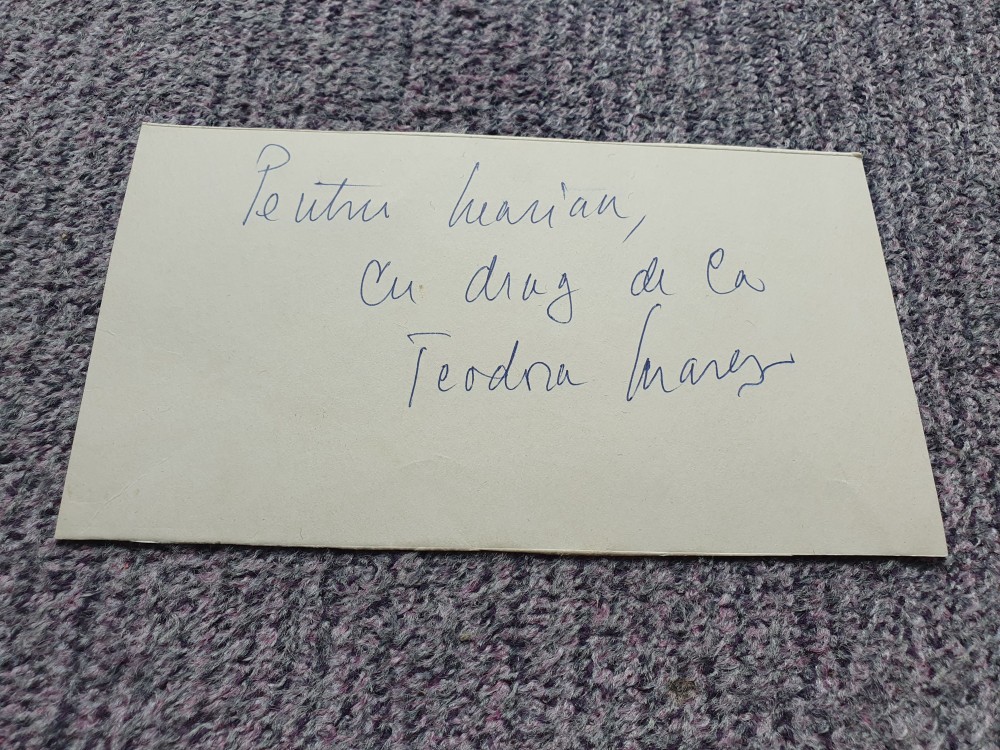 Pentru Marian,
cu drag de la
Teodora Mareș